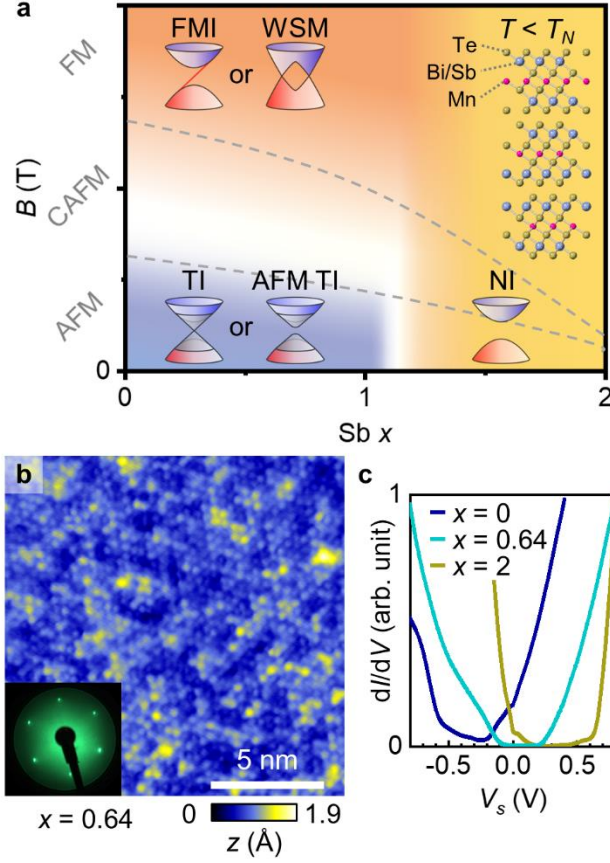 a
FMI or WSM
T < T_N
Te
Bi/Sb
Mn
FM
CAFM
AFM
B (T)
TI or AFM TI
NI
0
0 1 2
Sb x
b
5 nm
x = 0.64
0 1.9
z (Å)
c
1
x = 0
x = 0.64
x = 2
dI/dV (arb. unit)
0
-0.5 0.0 0.5
V_s (V)